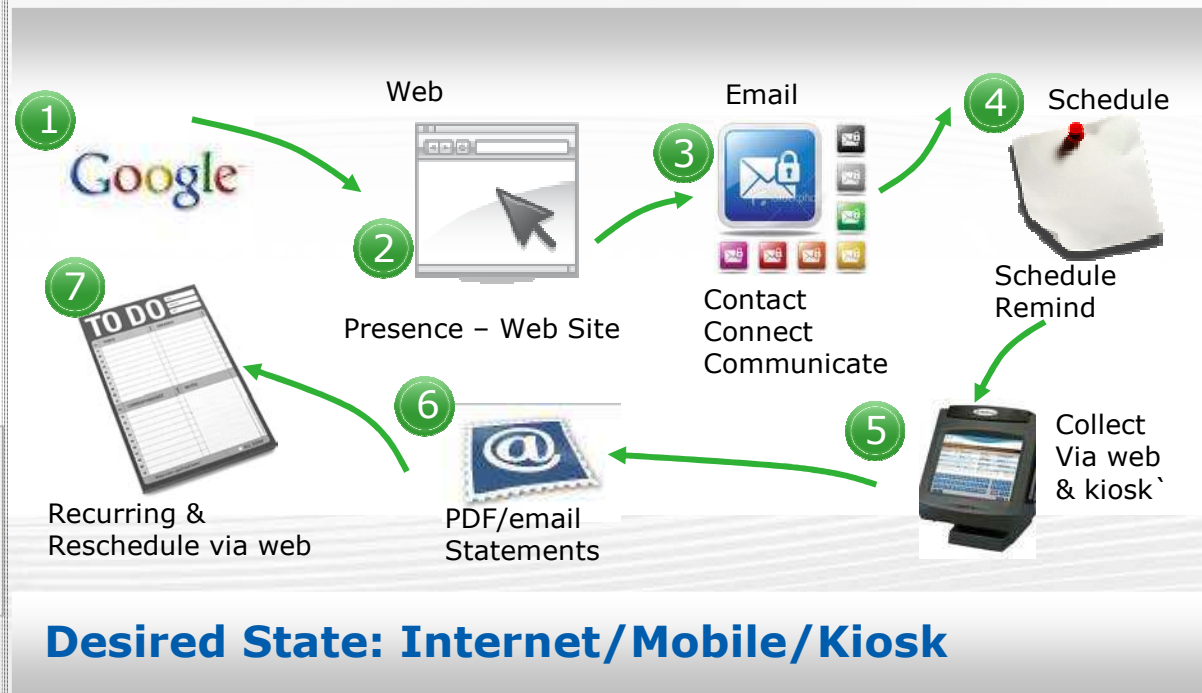 1
Google
Web
2
Presence – Web Site
Email
3
Contact
Connect
Communicate
4
Schedule
Schedule
Remind
5
Collect
Via web
& kiosk`
6
PDF/email
Statements
7
TO DO
Recurring &
Reschedule via web
Desired State: Internet/Mobile/Kiosk